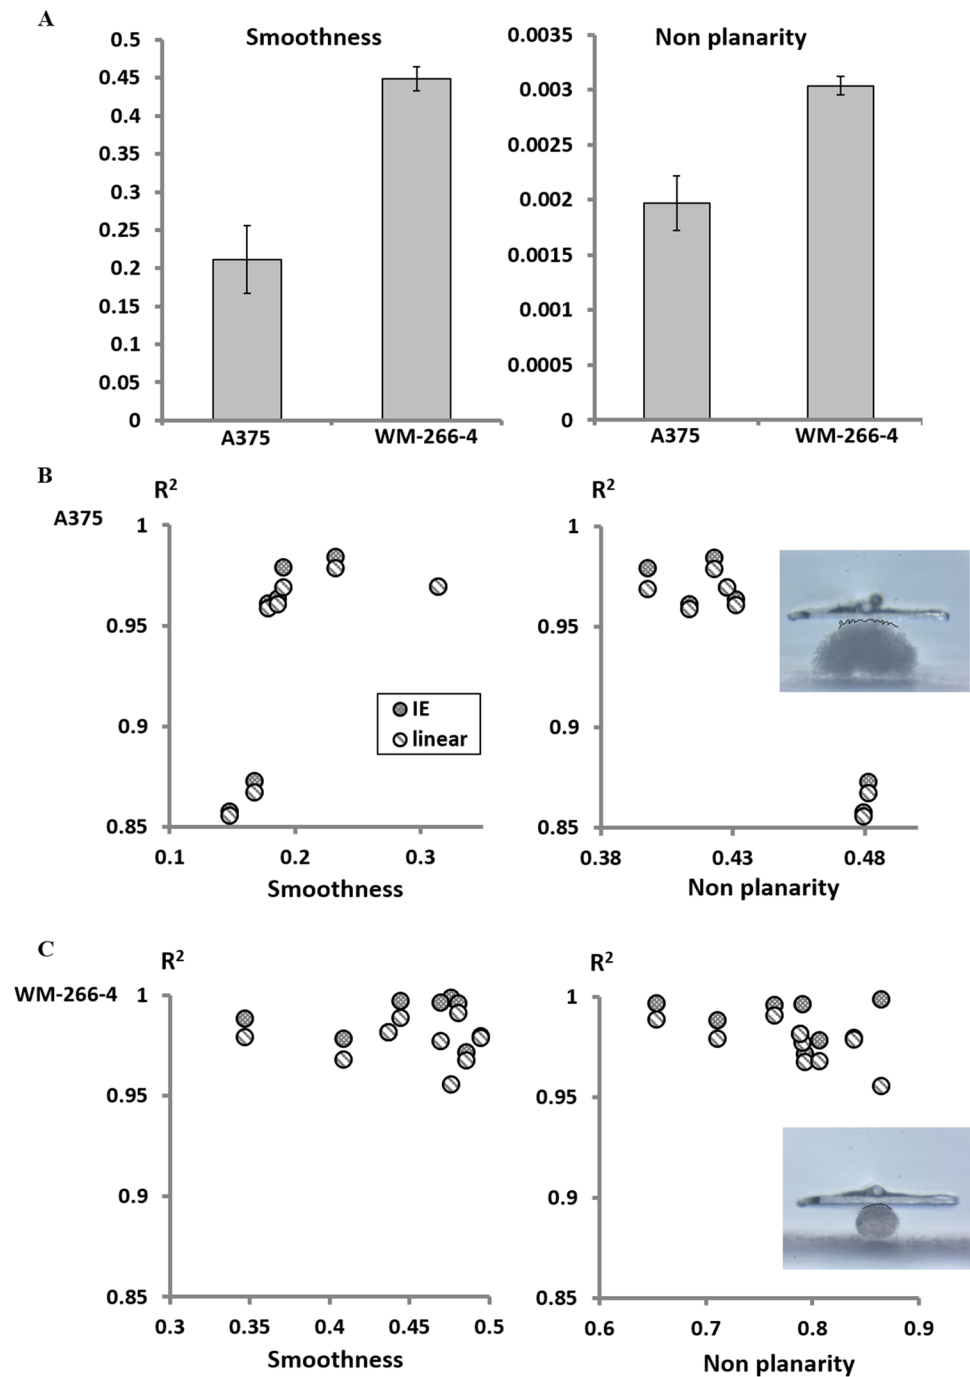 A
Smoothness
0.5
0.45
0.4
0.35
0.3
0.25
0.2
0.15
0.1
0.05
0
A375 WM-266-4
Non planarity
0.0035
0.003
0.0025
0.002
0.0015
0.001
0.0005
0
A375 WM-266-4
B
A375
R²
1
0.95
0.9
0.85
IE
linear
0.1 0.2 0.3
Smoothness
R²
1
0.95
0.9
0.85
0.38 0.43 0.48
Non planarity
C
WM-266-4
R²
1
0.95
0.9
0.85
0.3 0.35 0.4 0.45 0.5
Smoothness
R²
1
0.95
0.9
0.85
0.6 0.7 0.8 0.9
Non planarity